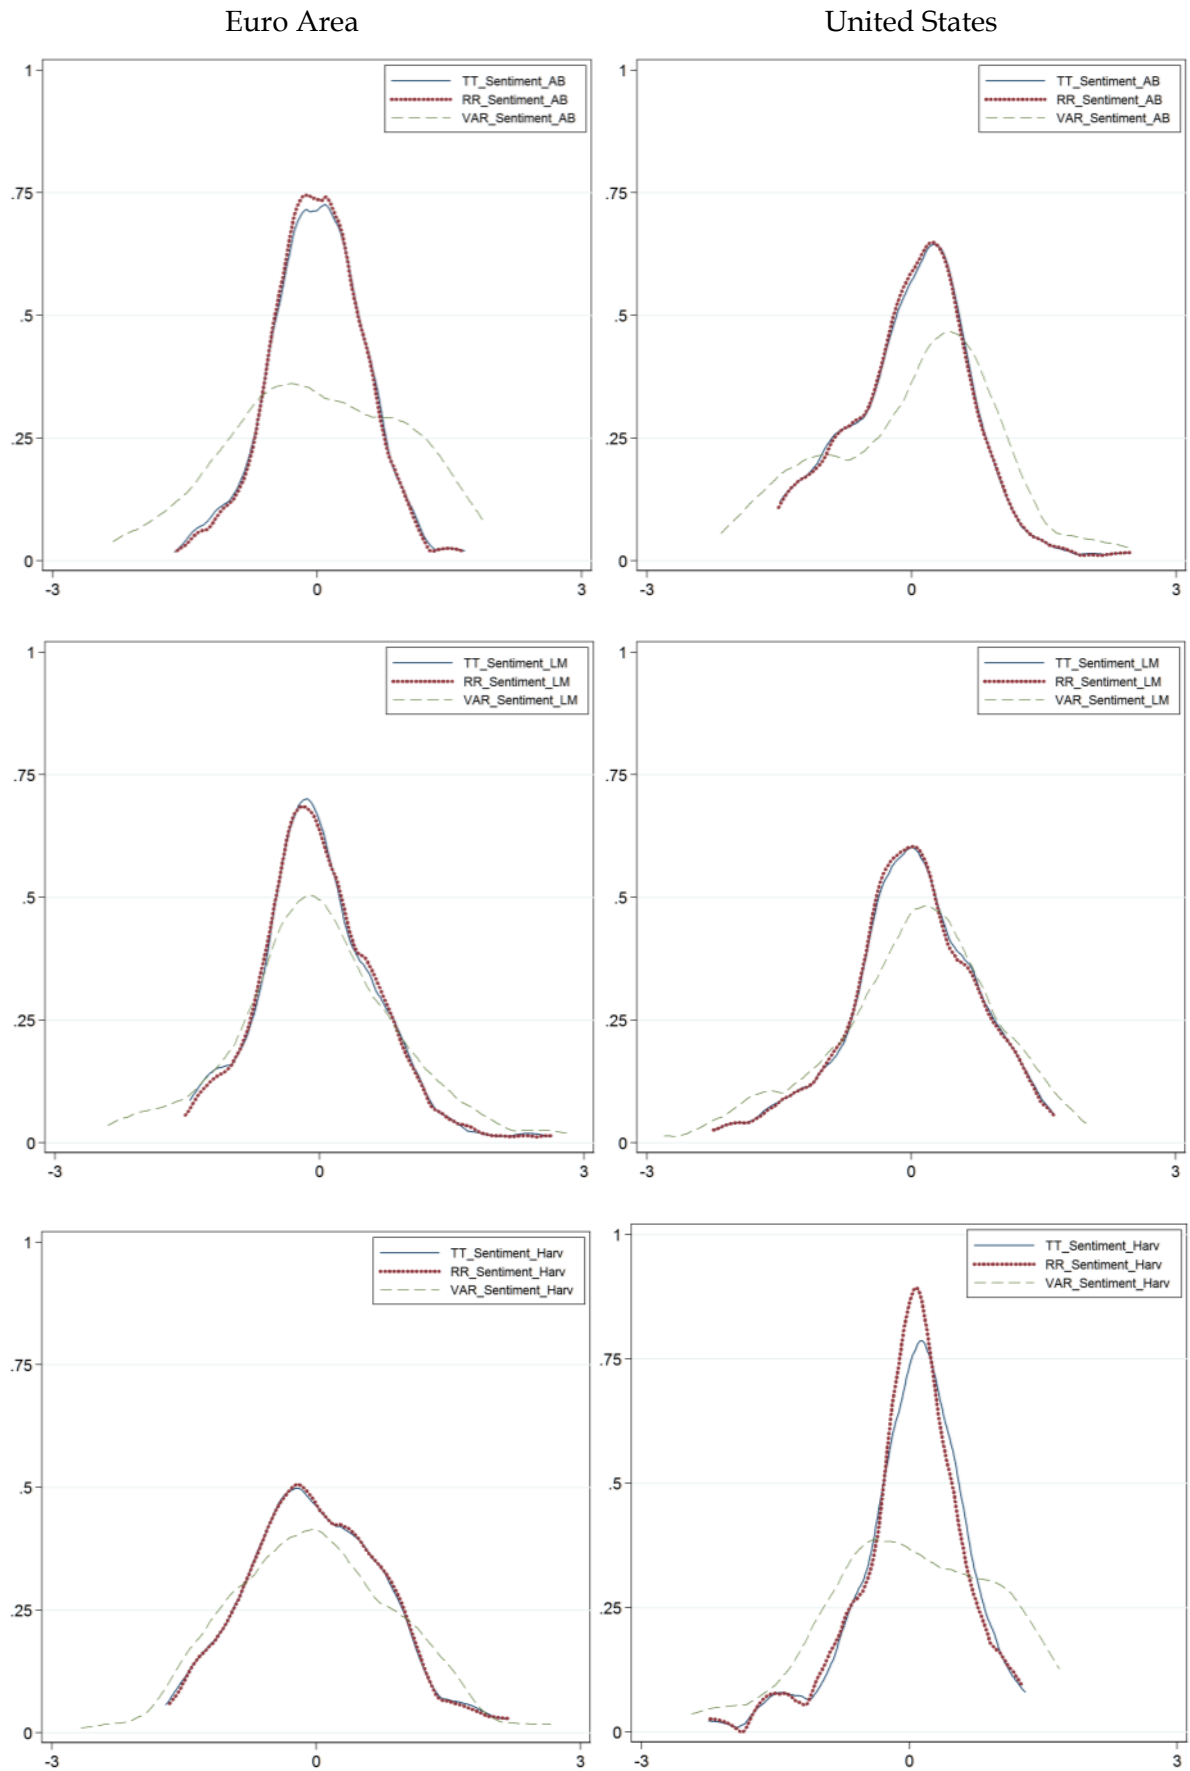 Euro Area
United States
1
.75
.5
.25
0
-3
0
3
TT_Sentiment_AB
RR_Sentiment_AB
VAR_Sentiment_AB
1
.75
.5
.25
0
-3
0
3
TT_Sentiment_AB
RR_Sentiment_AB
VAR_Sentiment_AB
1
.75
.5
.25
0
-3
0
3
TT_Sentiment_LM
RR_Sentiment_LM
VAR_Sentiment_LM
1
.75
.5
.25
0
-3
0
3
TT_Sentiment_LM
RR_Sentiment_LM
VAR_Sentiment_LM
1
.75
.5
.25
0
-3
0
3
TT_Sentiment_Harv
RR_Sentiment_Harv
VAR_Sentiment_Harv
1
.75
.5
.25
0
-3
0
3
TT_Sentiment_Harv
RR_Sentiment_Harv
VAR_Sentiment_Harv